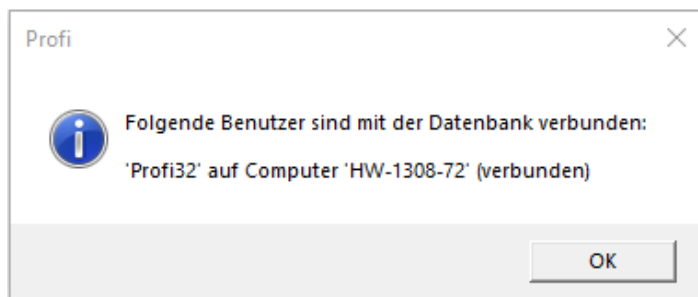 Profi
Folgende Benutzer sind mit der Datenbank verbunden:
'Profi32' auf Computer 'HW-1308-72' (verbunden)
OK